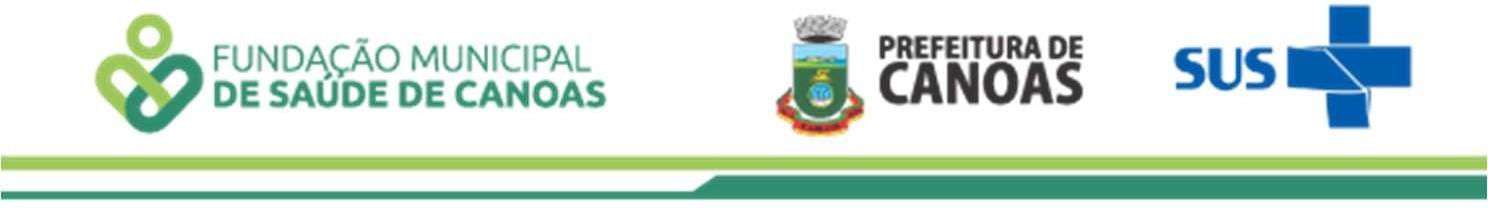 FUNDAÇÃO MUNICIPAL
DE SAÚDE DE CANOAS
PREFEITURA DE
CANOAS
SUS